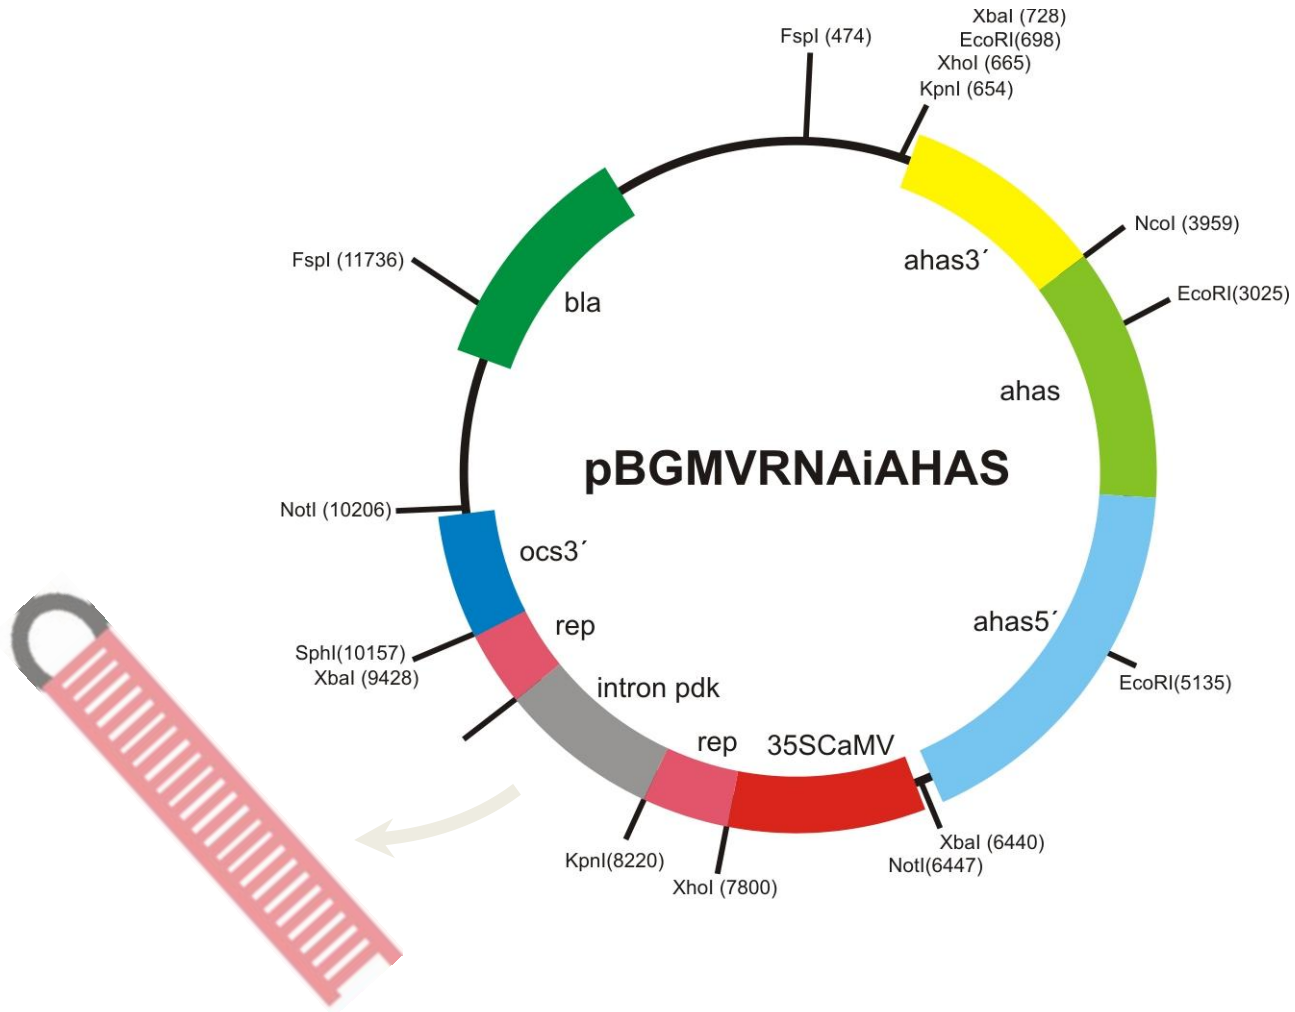 XbaI (728)
EcoRI(698)
XhoI (665)
KpnI (654)
FspI (474)
NcoI (3959)
EcoRI(3025)
FspI (11736)
ahas3´
bla
ahas
pBGMVRNAiAHAS
NotI (10206)
ocs3´
rep
ahas5´
SphI(10157)
XbaI (9428)
EcoRI(5135)
intron pdk
rep
35SCaMV
XbaI (6440)
NotI(6447)
KpnI(8220)
XhoI (7800)